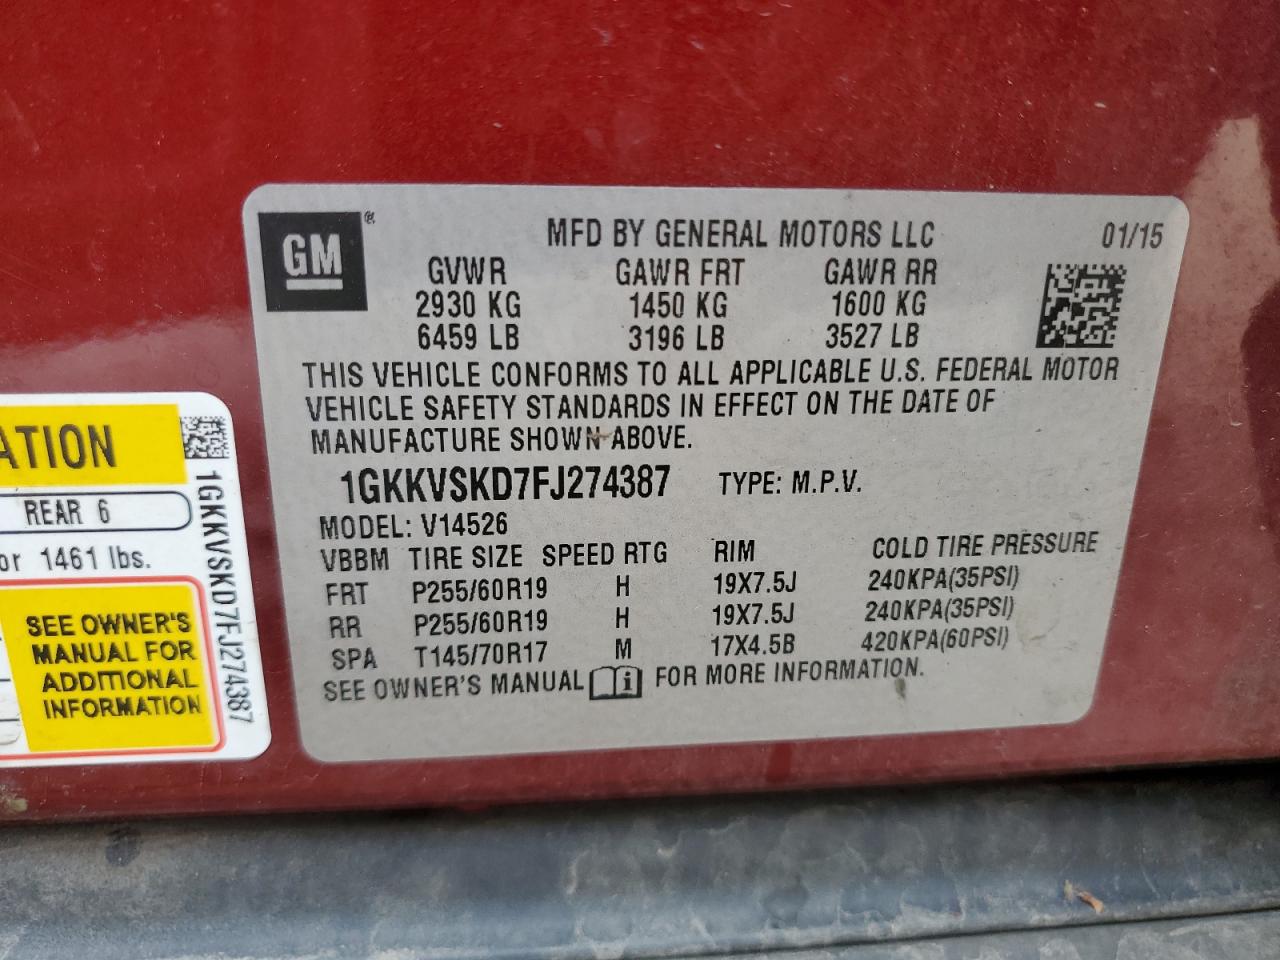 GM ®
MFD BY GENERAL MOTORS LLC 01/15
GVWR GAWR FRT GAWR RR
2930 KG 1450 KG 1600 KG
6459 LB 3196 LB 3527 LB
THIS VEHICLE CONFORMS TO ALL APPLICABLE U.S. FEDERAL MOTOR
VEHICLE SAFETY STANDARDS IN EFFECT ON THE DATE OF
MANUFACTURE SHOWN ABOVE.
1GKKVSKD7FJ274387 TYPE: M.P.V.
MODEL: V14526
VBBM TIRE SIZE SPEED RTG RIM COLD TIRE PRESSURE
FRT P255/60R19 H 19X7.5J 240KPA(35PSI)
RR P255/60R19 H 19X7.5J 240KPA(35PSI)
SPA T145/70R17 M 17X4.5B 420KPA(60PSI)
SEE OWNER'S MANUAL i FOR MORE INFORMATION.
ATION
REAR 6
or 1461 lbs.
SEE OWNER'S
MANUAL FOR
ADDITIONAL
INFORMATION
1GKKVSKD7FJ274387